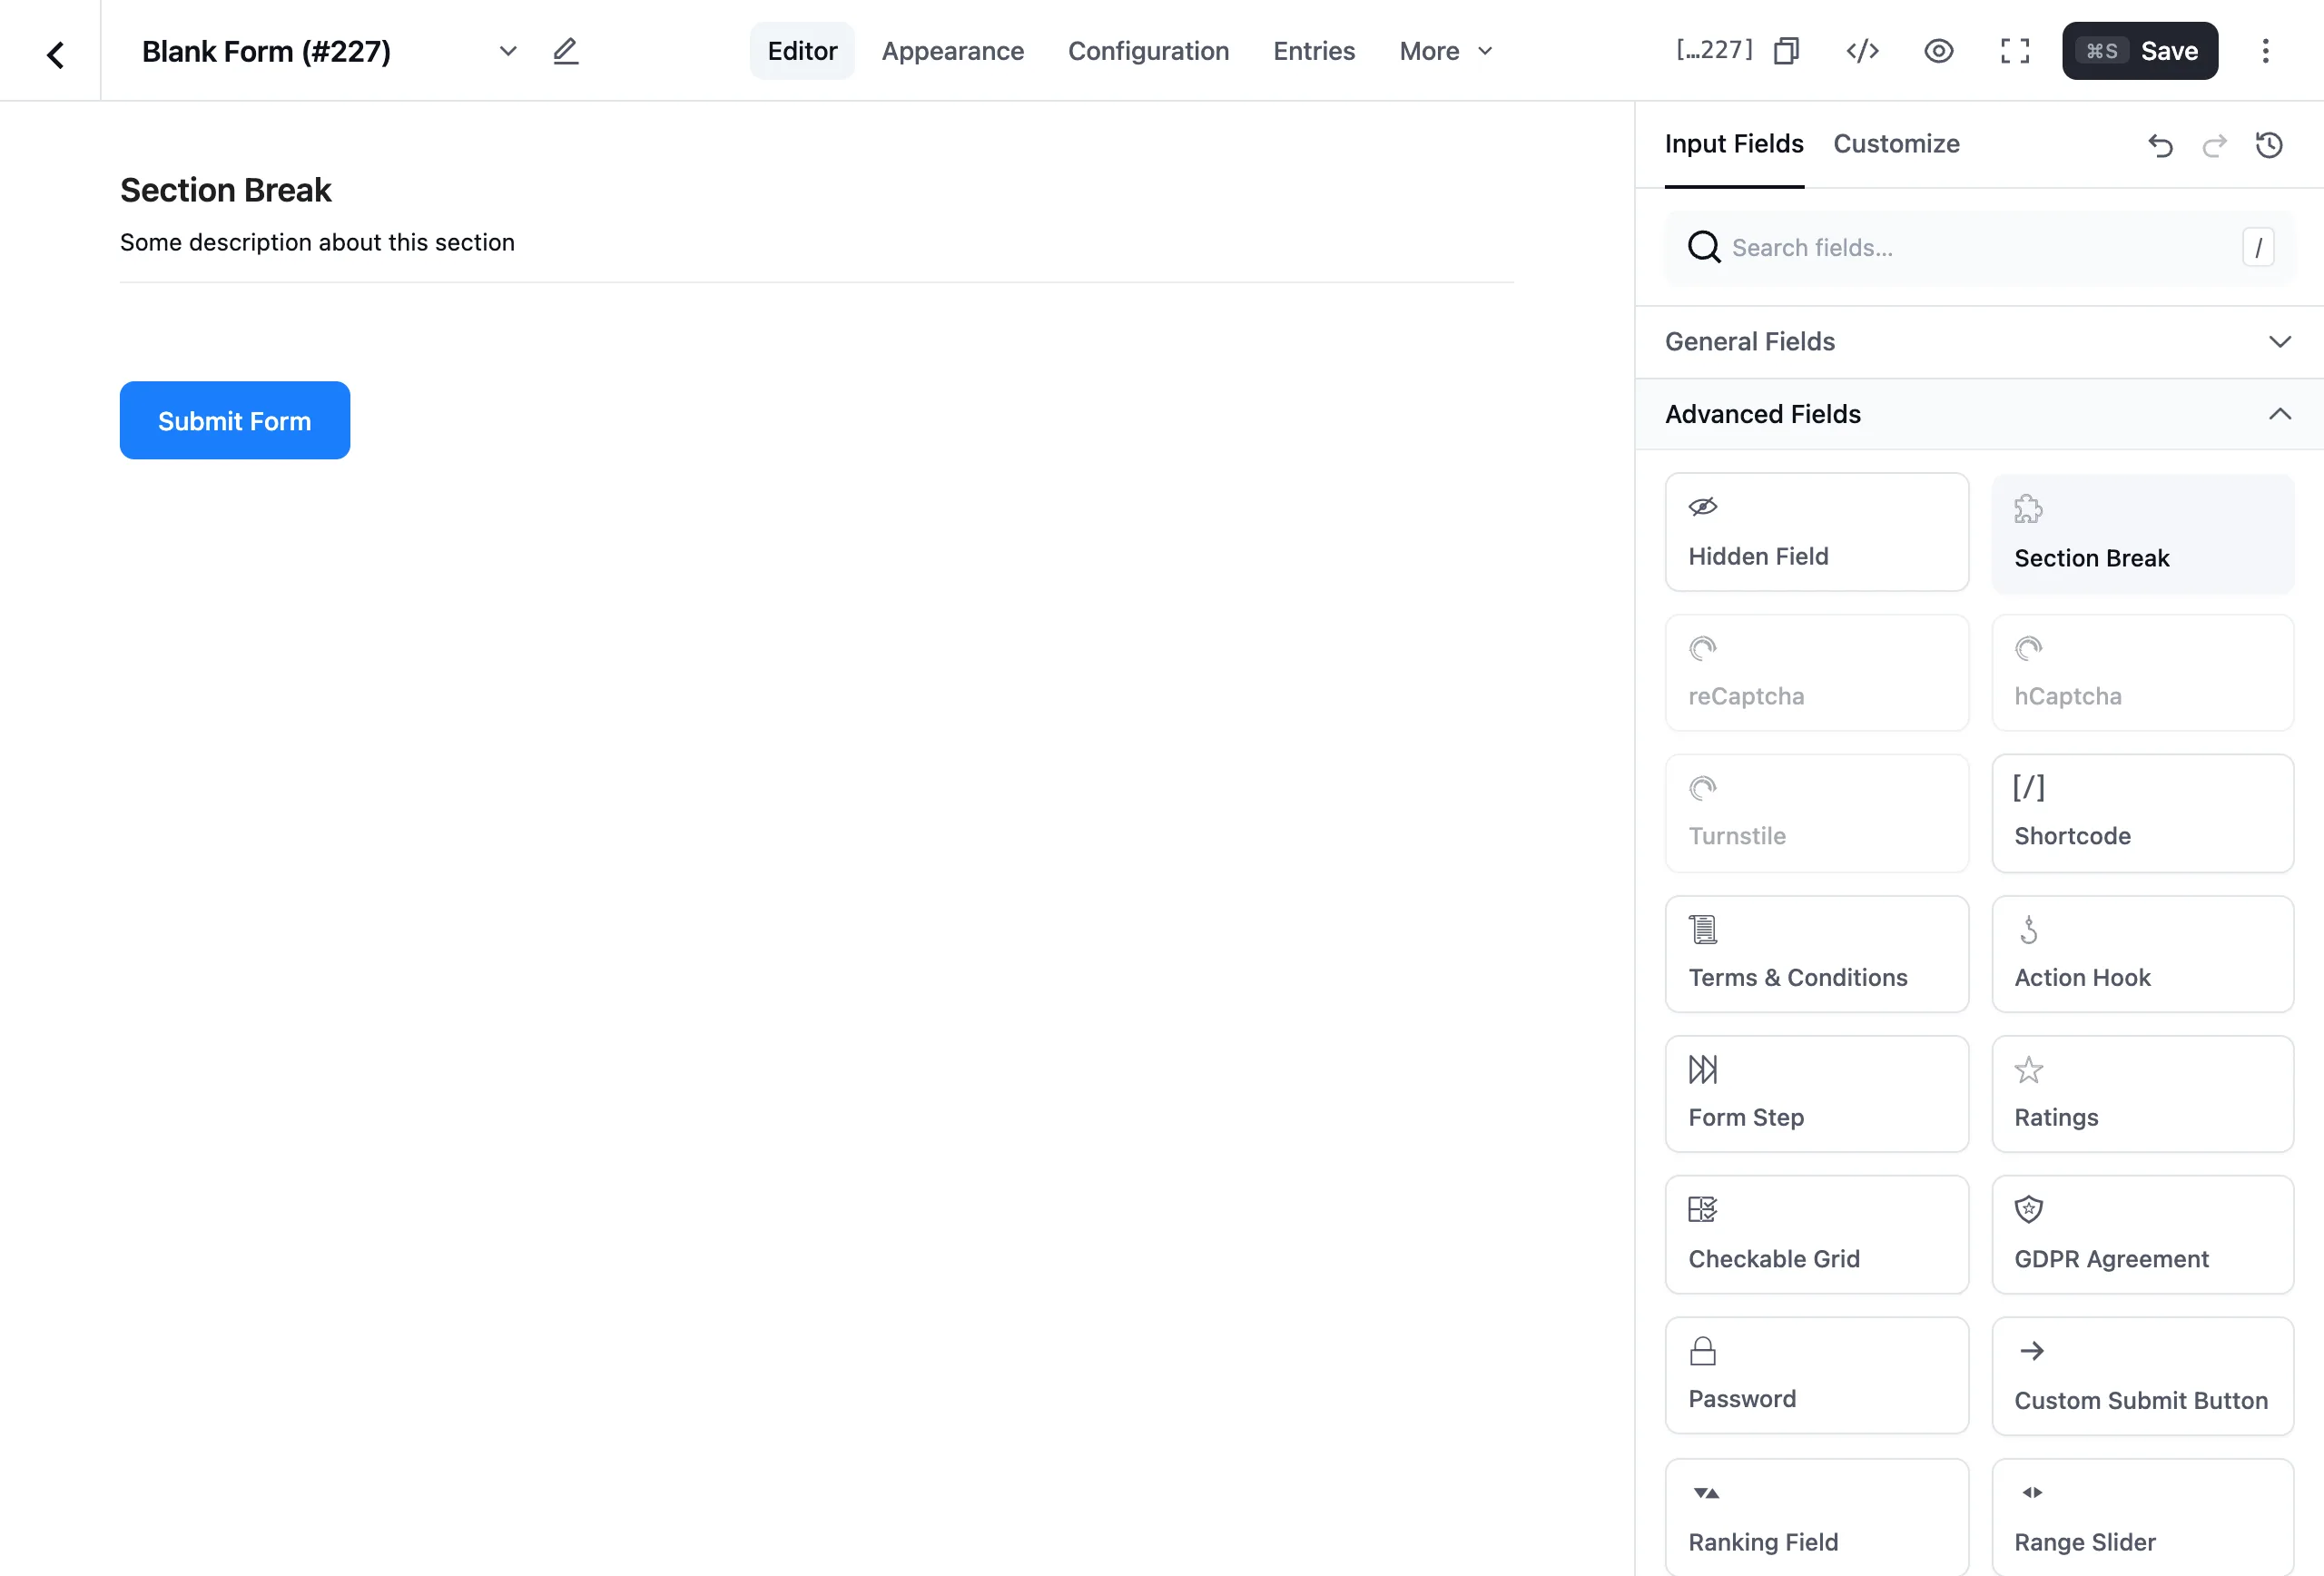 Blank Form (#227)
Editor
Appearance
Configuration
Entries
More
[...227]
</>
⌘S Save
Input Fields
Customize
Section Break
Some description about this section
Submit Form
Search fields...
/
General Fields
Advanced Fields
Hidden Field
Section Break
reCaptcha
hCaptcha
Turnstile
[/]
Shortcode
Terms & Conditions
Action Hook
Form Step
Ratings
Checkable Grid
GDPR Agreement
Password
Custom Submit Button
Ranking Field
Range Slider